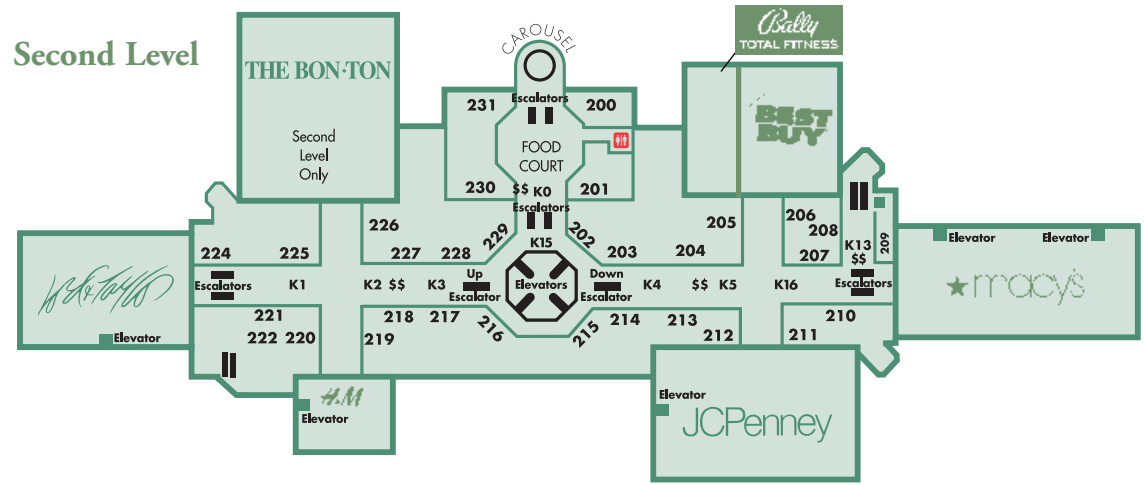 Second Level
Bally
TOTAL FITNESS
THE BON·TON
Second
Level
Only
CAROUSEL
231
Escalators
200
BEST
BUY
FOOD
COURT
230
$$ K0
201
Escalators
226
229
K15
202
205
206
208
209
224
225
227
228
203
204
207
K13
$$
Elevator
Elevator
Escalators
K1
K2 $$
K3
Up
Escalator
Elevators
Down
Escalator
K4
$$ K5
K16
Escalators
macy's
Lord & Taylor
Elevator
221
222
220
218
217
219
216
215
214
213
212
211
210
H&M
Elevator
Elevator
JCPenney